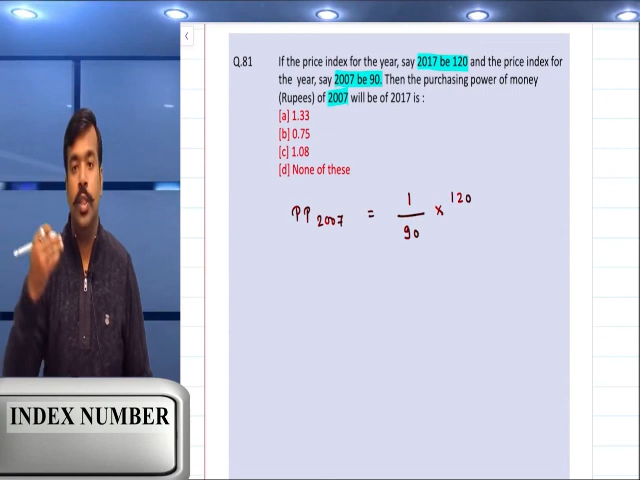 Q.81 If the price index for the year, say 2017 be 120 and the price index for
the year, say 2007 be 90. Then the purchasing power of money
(Rupees) of 2007 will be of 2017 is :
[a] 1.33
[b] 0.75
[c] 1.08
[d] None of these
PP 2007 = 1/90 × 120
INDEX NUMBER